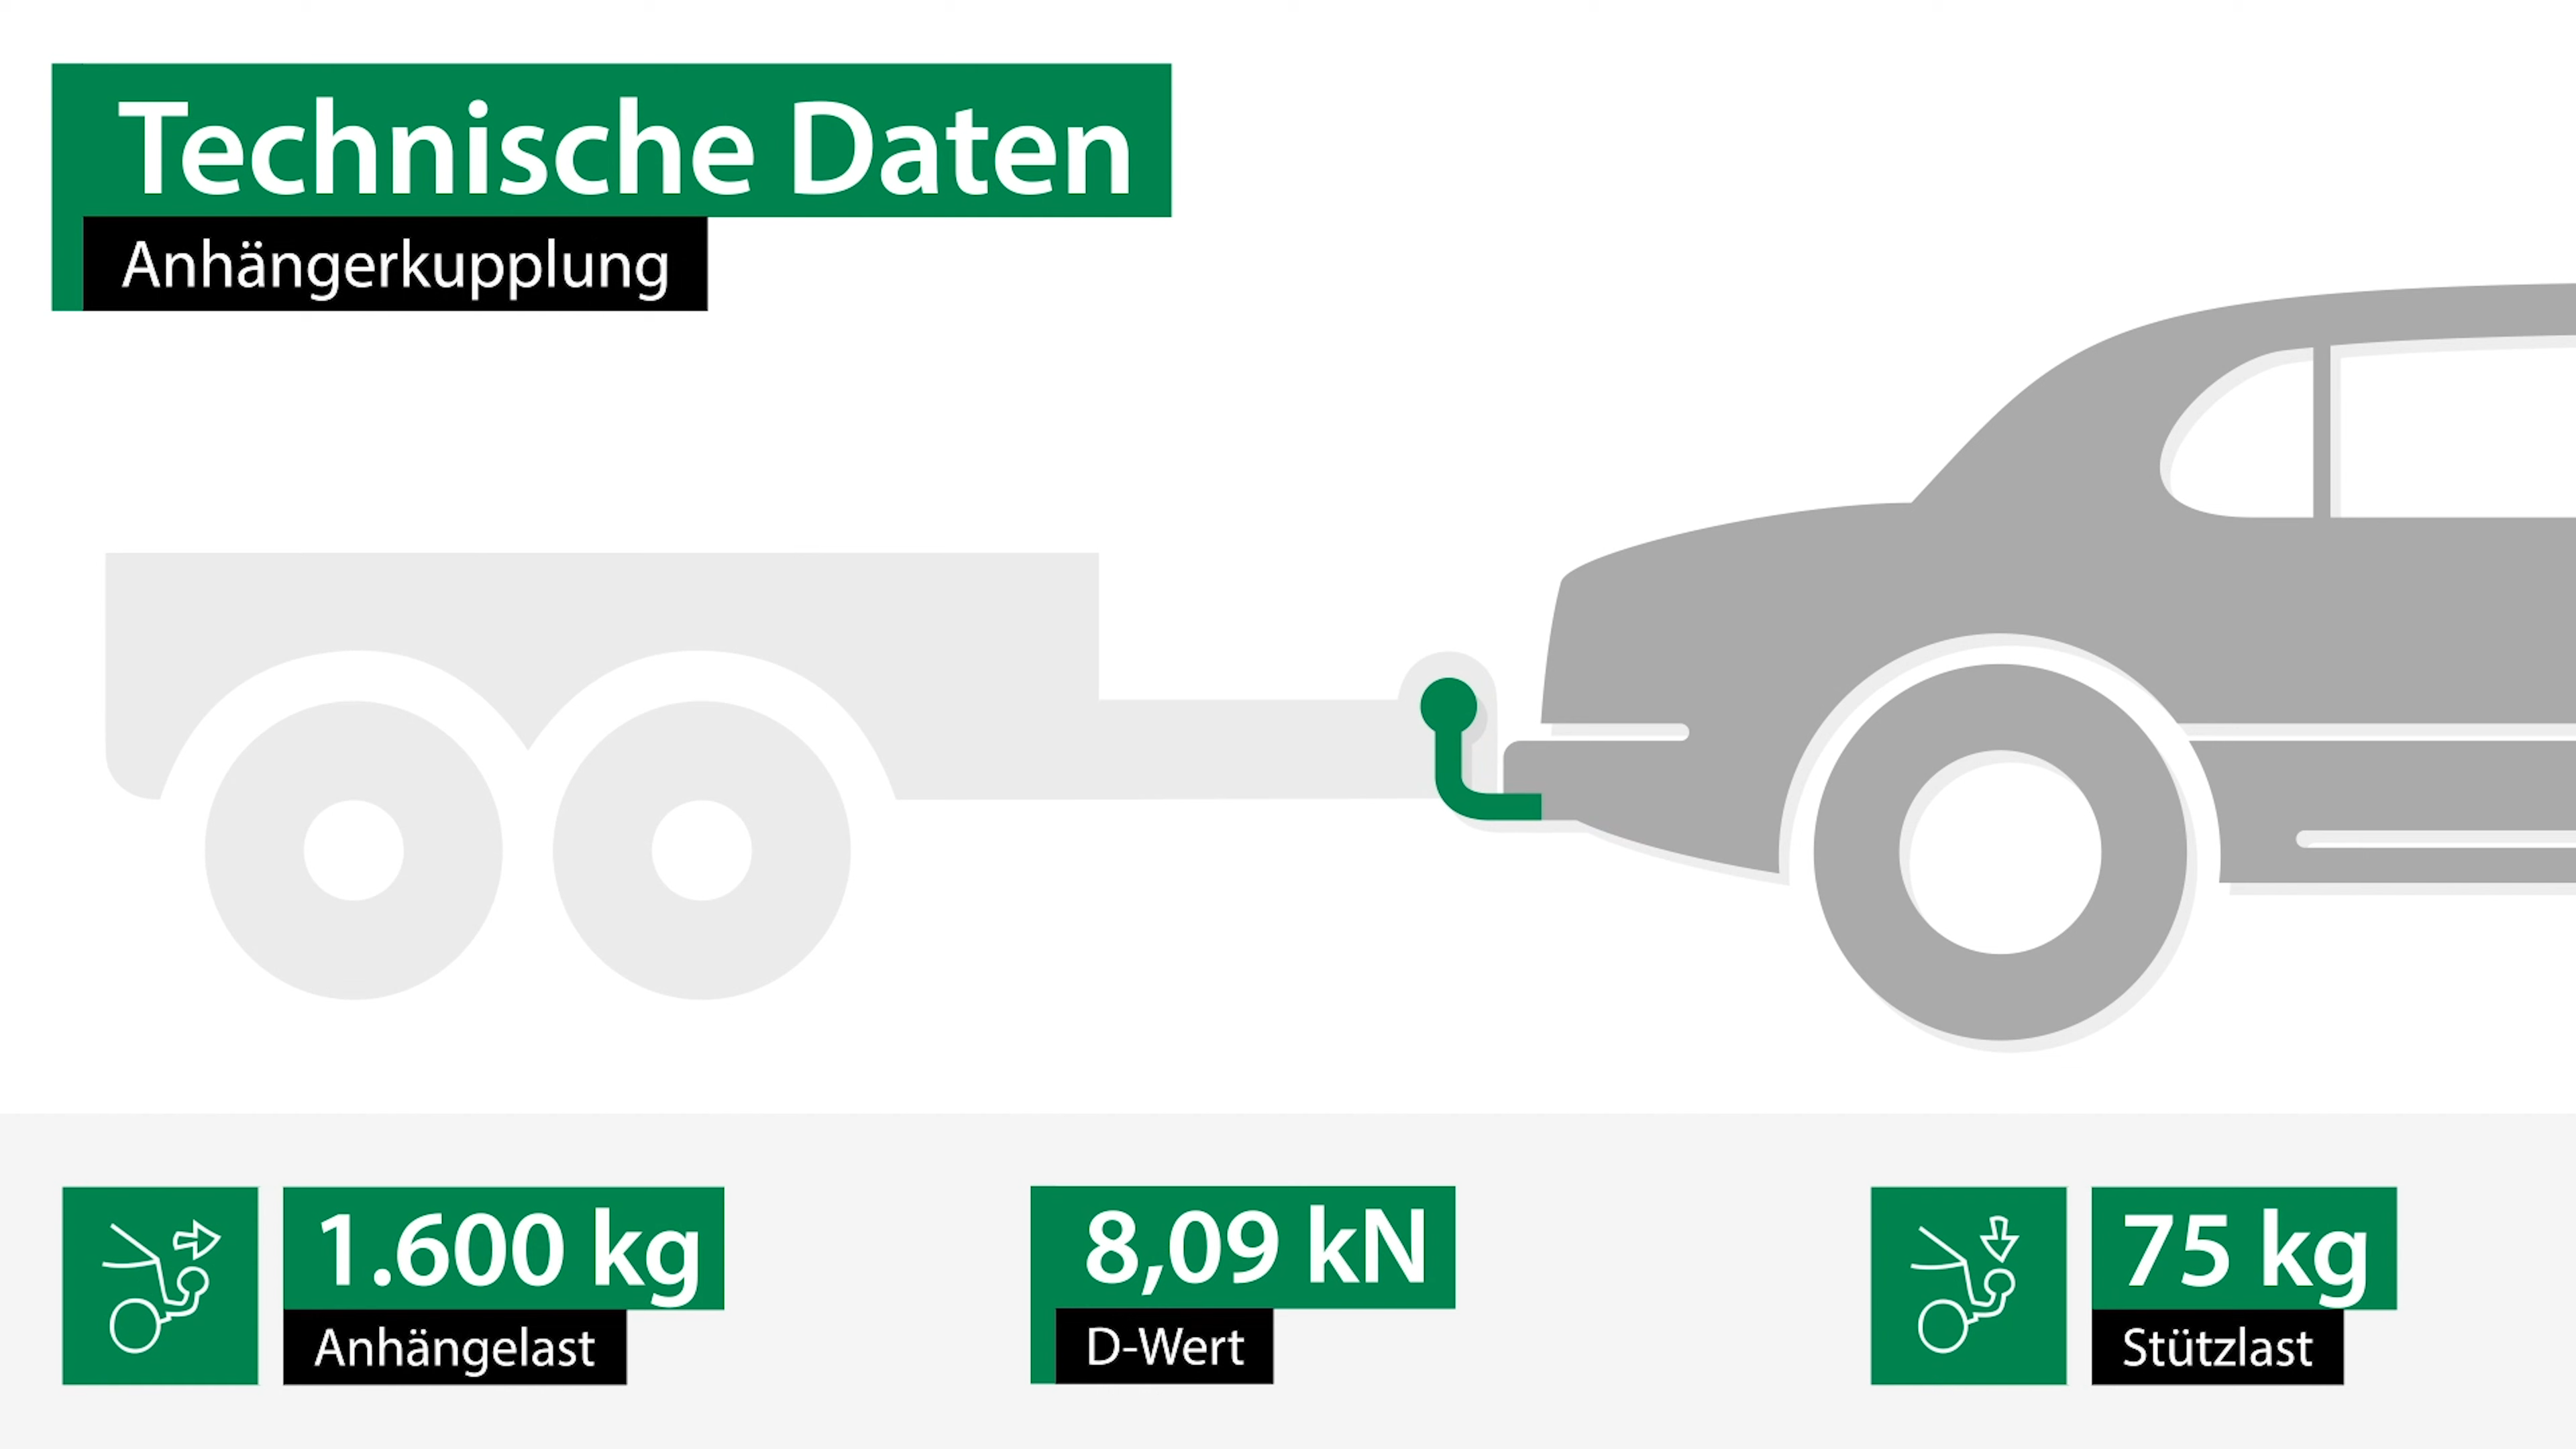 Technische Daten
Anhängerkupplung
1.600 kg
Anhängelast
8,09 kN
D-Wert
75 kg
Stützlast